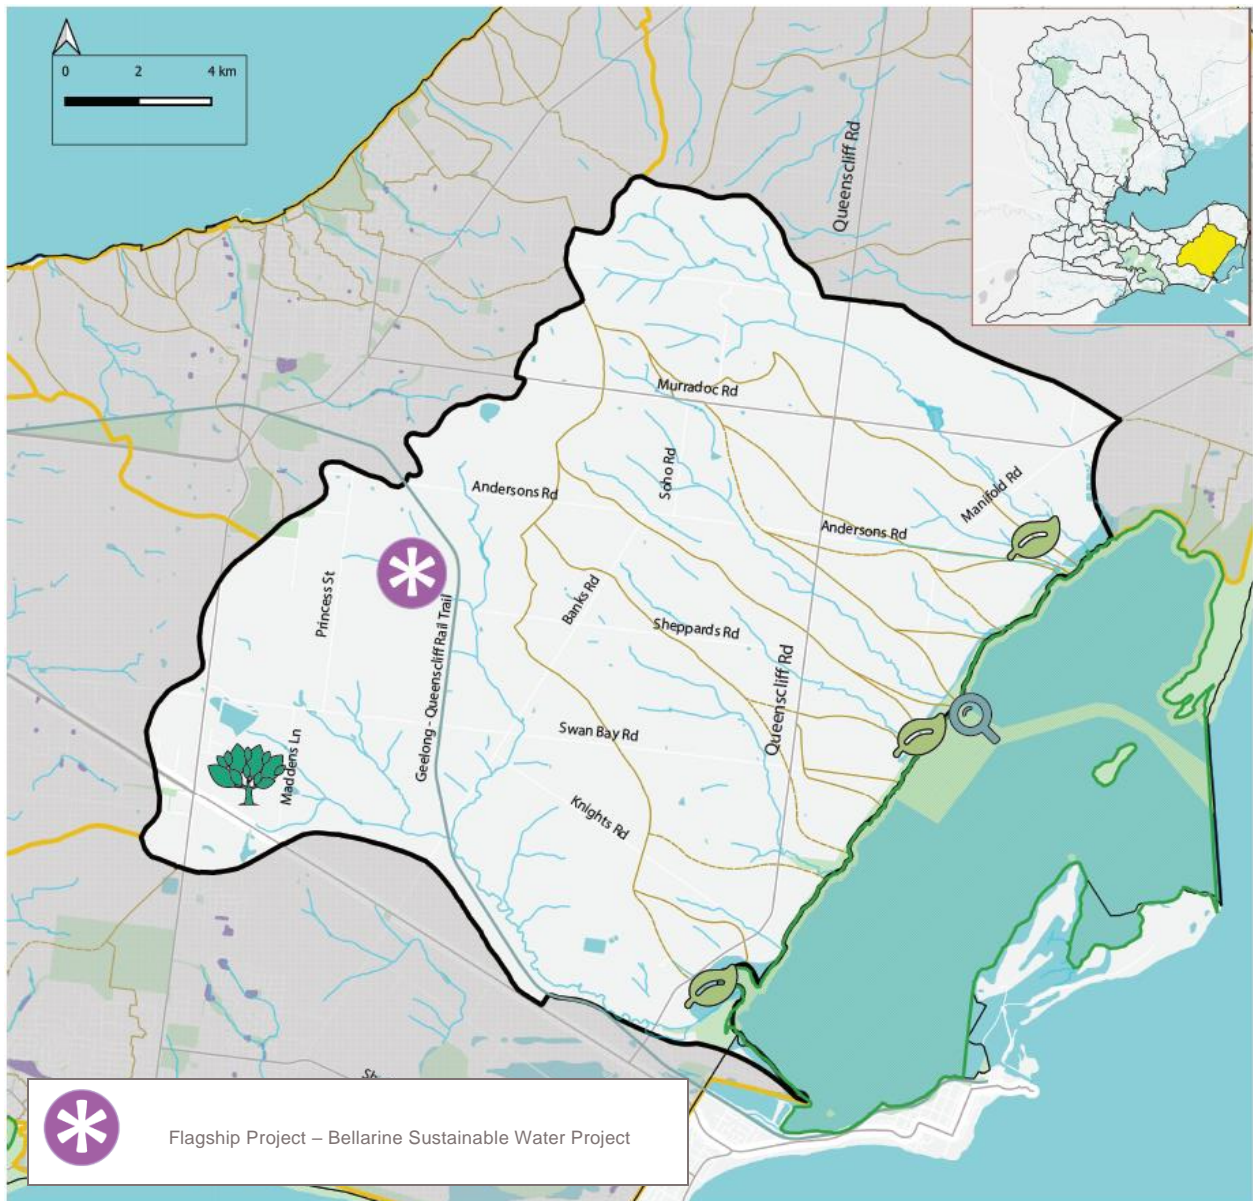 0 2 4 km
Queenscliff Rd
Murradoc Rd
Soho Rd
Andersons Rd
Manifold Rd
Andersons Rd
Princess St
Banks Rd
Geelong - Queenscliff Rail Trail
Sheppards Rd
Queenscliff Rd
Swan Bay Rd
Maddens Ln
Knights Rd
Flagship Project – Bellarine Sustainable Water Project